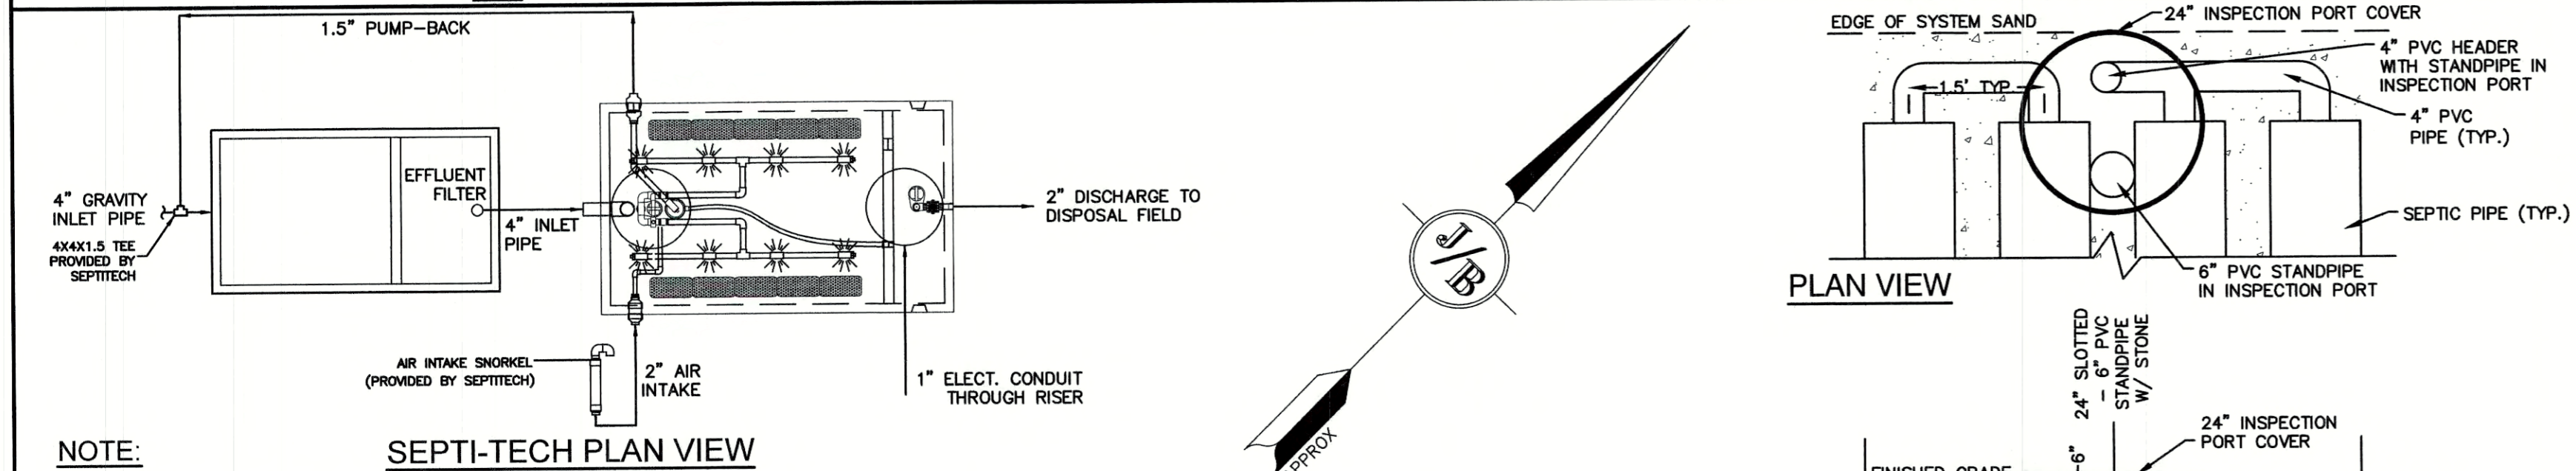 1.5" PUMP-BACK
4" GRAVITY
INLET PIPE
4X4X1.5 TEE
PROVIDED BY
SEPTITECH
EFFLUENT
FILTER
4" INLET
PIPE
2" DISCHARGE TO
DISPOSAL FIELD
AIR INTAKE SNORKEL
(PROVIDED BY SEPTITECH)
2" AIR
INTAKE
1" ELECT. CONDUIT
THROUGH RISER
NOTE:
SEPTI-TECH PLAN VIEW
J/B
EDGE OF SYSTEM SAND
24" INSPECTION PORT COVER
4" PVC HEADER
WITH STANDPIPE IN
INSPECTION PORT
1.5' TYP.
4" PVC
PIPE (TYP.)
SEPTIC PIPE (TYP.)
6" PVC STANDPIPE
IN INSPECTION PORT
PLAN VIEW
24" SLOTTED
- 6" PVC
STANDPIPE
W/ STONE
24" INSPECTION
PORT COVER
FINISHED GRADE
-6"